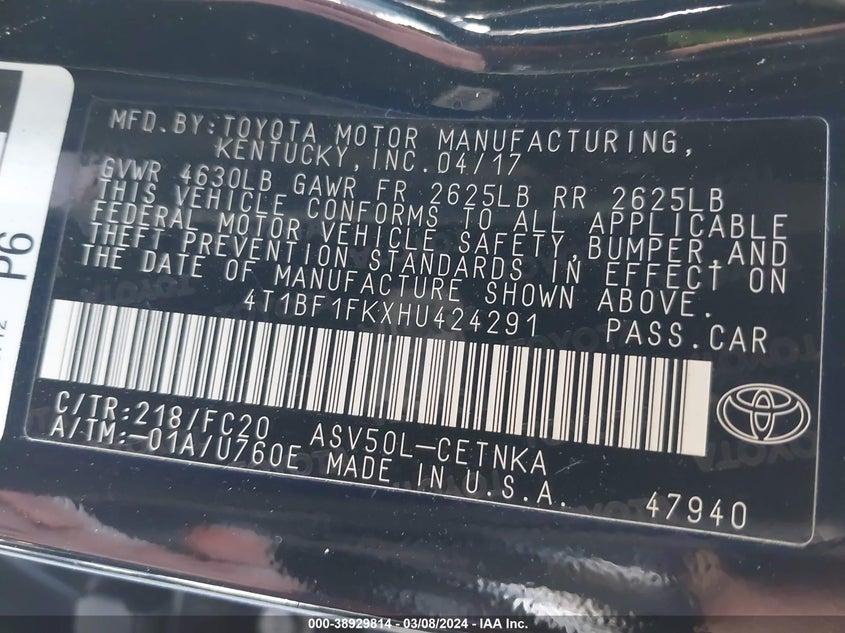 MFD.BY:TOYOTA MOTOR MANUFACTURING,
KENTUCKY,INC.04/17
GVWR 4630LB GAWR FR 2625LB RR 2625LB
THIS VEHICLE CONFORMS TO ALL APPLICABLE
FEDERAL MOTOR VEHICLE SAFETY,BUMPER,AND
THEFT PREVENTION STANDARDS IN EFFECT ON
THE DATE OF MANUFACTURE SHOWN ABOVE.
4T1BF1FKXHU424291 PASS.CAR
C/TR:218/FC20 ASV50L-CETNKA
A/TM:-01A/U760E MADE IN U.S.A.
47940
P6
000-38929814 - 03/08/2024 - IAA Inc.